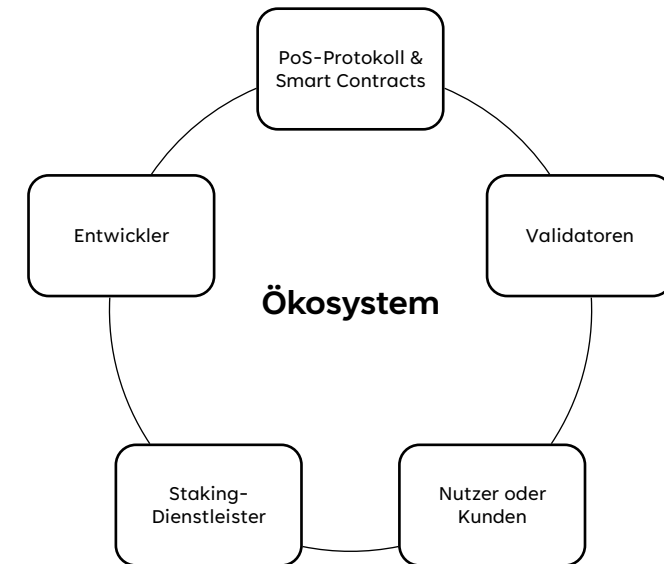 PoS-Protokoll &
Smart Contracts
Entwickler
Validatoren
Ökosystem
Staking-
Dienstleister
Nutzer oder
Kunden